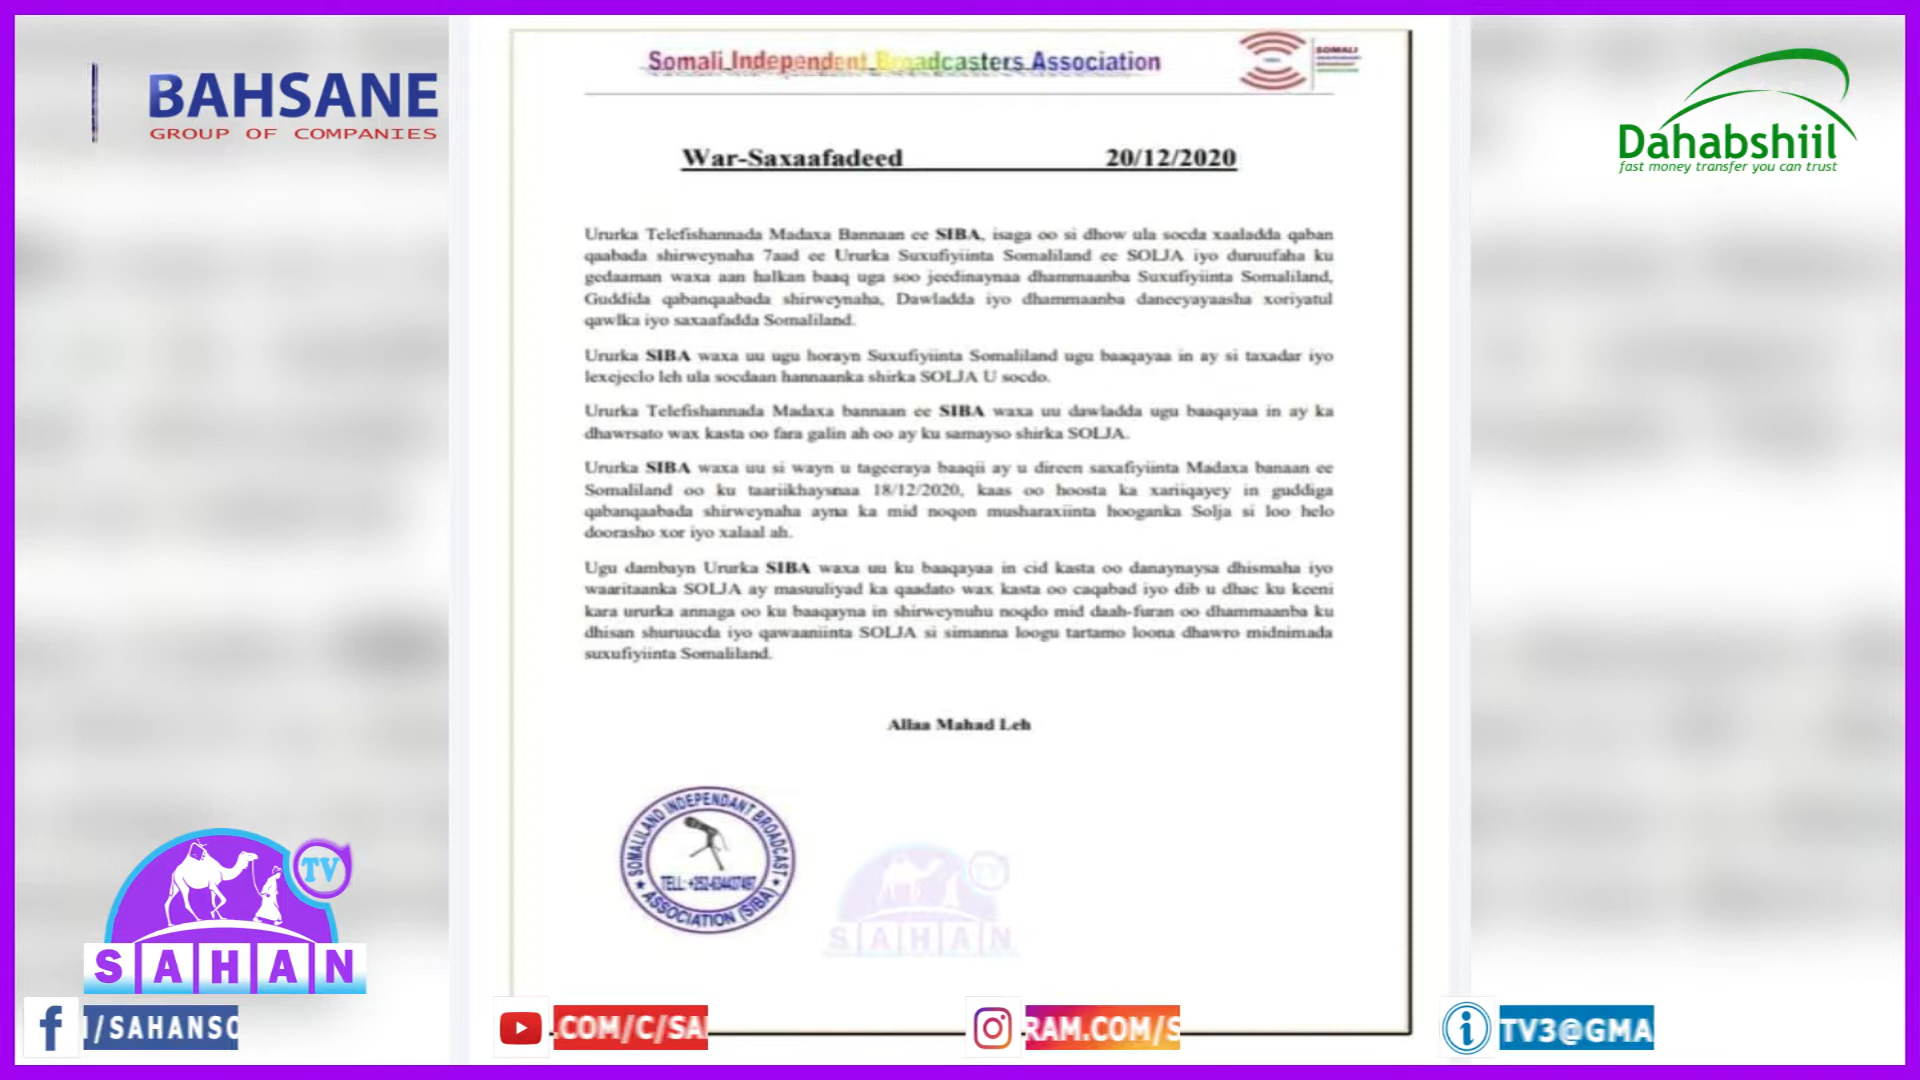 BAHSANE
GROUP OF COMPANIES
Somali Independent Broadcasters Association
SOMALI
Dahabshiil
fast money transfer you can trust
War-Saxaafadeed 20/12/2020
Ururka Telefishannada Madaxa Bannaan ee SIBA, isaga oo si dhow ula socda xaaladda qaban
qaabada shirweynaha 7aad ee Ururka Suxufiyiinta Somaliland ee SOLJA iyo duruufaha ku
gedaaman waxa aan halkan baaq uga soo jeedinaynaa dhammaanba Suxufiyiinta Somaliland,
Guddida qabanqaabada shirweynaha, Dawladda iyo dhammaanba daneeyayaasha xoriyatul
qawlka iyo saxaafadda Somaliland.
Ururka SIBA waxa uu ugu horayn Suxufiyiinta Somaliland ugu baaqayaa in ay si taxadar iyo
lexejeclo leh ula socdaan hannaanka shirka SOLJA U socdo.
Ururka Telefishannada Madaxa bannaan ee SIBA waxa uu dawladda ugu baaqayaa in ay ka
dhawrsato wax kasta oo fara galin ah oo ay ku samayso shirka SOLJA.
Ururka SIBA waxa uu si wayn u tageeraya baaqii ay u direen saxafiyiinta Madaxa banaan ee
Somaliland oo ku taariikhaysnaa 18/12/2020, kaas oo hoosta ka xariiqayey in guddiga
qabanqaabada shirweynaha ayna ka mid noqon musharaxiinta hooganka Solja si loo helo
doorasho xor iyo xalaal ah.
Ugu dambayn Ururka SIBA waxa uu ku baaqayaa in cid kasta oo danaynaysa dhismaha iyo
waaritaanka SOLJA ay masuuliyad ka qaadato wax kasta oo caqabad iyo dib u dhac ku keeni
kara ururka annaga oo ku baaqayna in shirweynuhu noqdo mid daah-furan oo dhammaanba ku
dhisan shuruucda iyo qawaaniinta SOLJA si simanna loogu tartamo loona dhawro midnimada
suxufiyiinta Somaliland.
Allaa Mahad Leh
SOMALILAND INDEPENDANT BROADCAST
TELL:+252-634437497
ASSOCIATION (SIBA)
SAHAN
TV
SAHAN
/SAHANSO
.COM/C/SA
RAM.COM/S
TV3@GMA